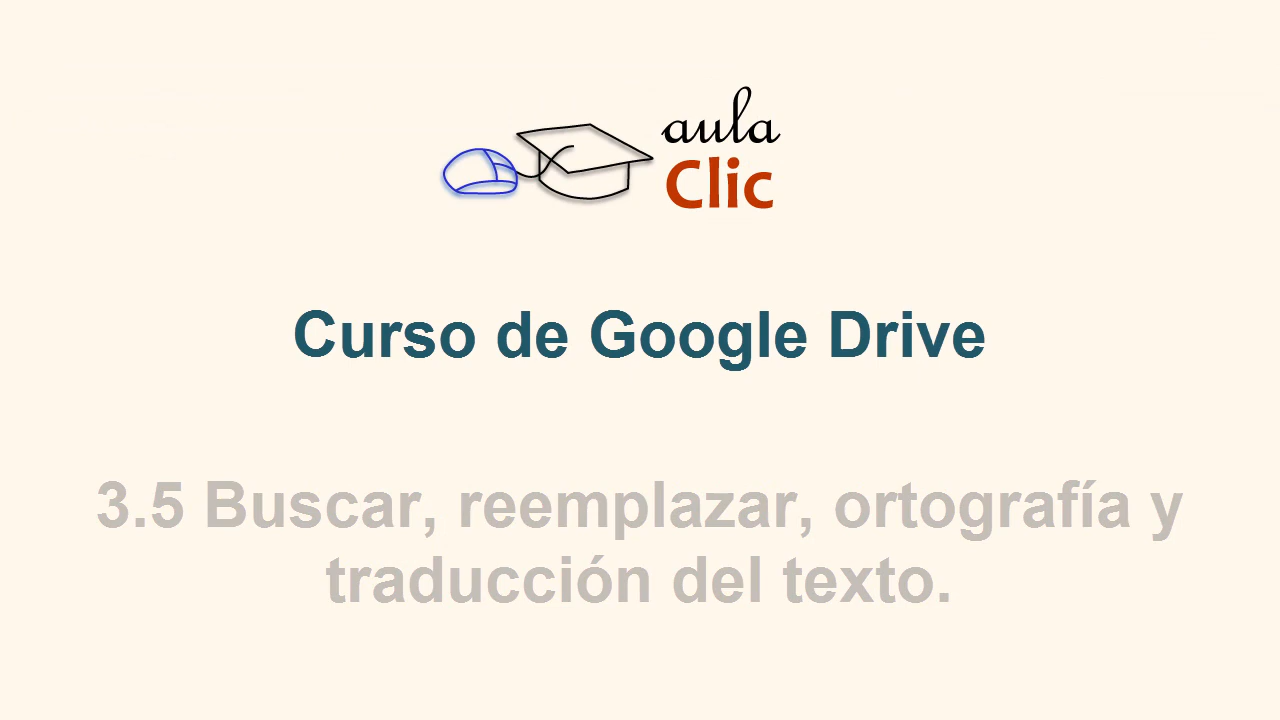 aula
Clic
Curso de Google Drive
3.5 Buscar, reemplazar, ortografía y
traducción del texto.